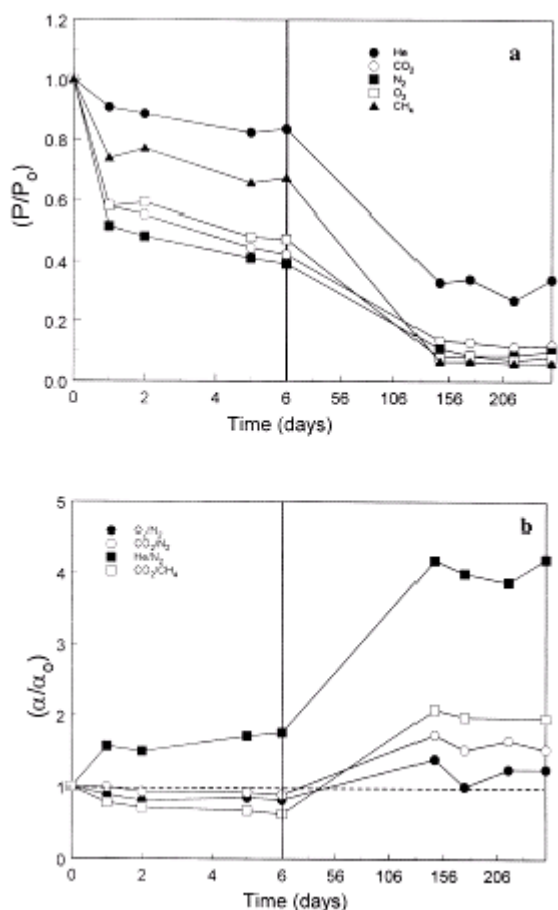 1.2
a
He
CO₂
N₂
O₂
CH₄
1.0
0.8
0.6
0.4
0.2
0.0
(P/Pₒ)
0 2 4 6 56 106 156 206
Time (days)
5
b
O₂/N₂
CO₂/N₂
He/N₂
CO₂/CH₄
4
3
2
1
0
(α/αₒ)
0 2 4 6 56 106 156 206
Time (days)